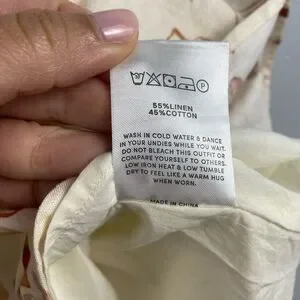 55%LINEN
45%COTTON
WASH IN COLD WATER & DANCE
IN YOUR UNDIES WHILE YOU WAIT.
DO NOT BLEACH THIS OUTFIT OR
COMPARE YOURSELF TO OTHERS.
LOW IRON HEAT & LOW TUMBLE
DRY TO FEEL LIKE A WARM HUG
WHEN WORN.
MADE IN CHINA